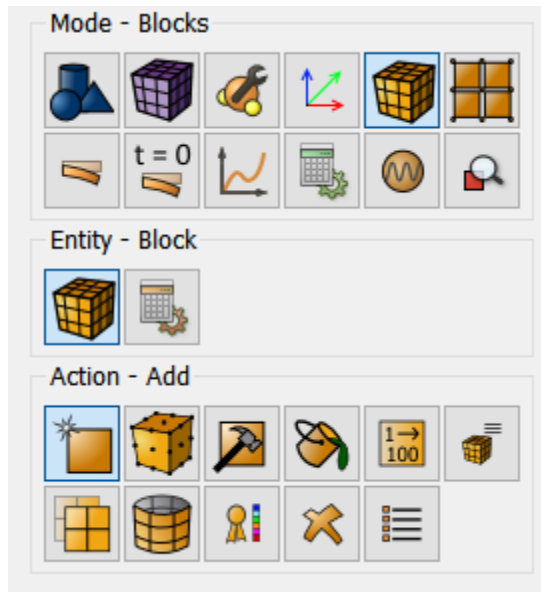 Mode - Blocks
t = 0
Entity - Block
Action - Add
1→
100